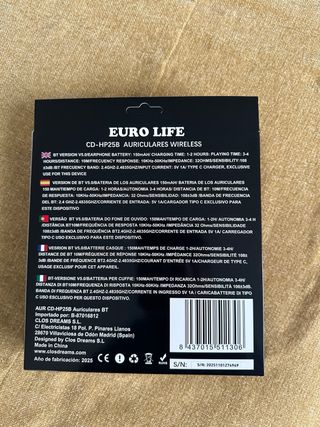 EURO LIFE
CD-HP25B AURICULARES WIRELESS
BT VERSION V5.0/EARPHONE BATTERY: 150mAH/ CHARGING TIME: 1-2 HOURS/ PLAYING TIME: 3-4
HOURS/DISTANCE: 10M/FREQUENCY RESPONSE: 10KHz-50KHz/IMPEDANCE: 32OHMS/SENSIBILITY:108
±3dB /BT FREQUENCY BAND: 2.4GHZ-2.4835GHZ/CURRENT: 5V 1A/TYPE C CHARGER, EXCLUSIVE FOR
USE IN THIS DEVICE
VERSION DE BT V5.0/BATERIA DE LOS AURICULARES 150mAH/ BATERIA DE LOS AURICULARES
150 MAH/TIEMPO DE CARGA: 1-2 HORAS/AUTONOMIA 3-4 HORAS/ DISTANCIA BT: 10M/FRECUENCIA
DE RESPUESTA: 10KHz-50KHz/IMPEDANCIA: 32 Ohms/SENSIBILIDAD: 108±3dB/BANDA DE FRECUENCIA
DEL BT: 2.4 GHZ-2.4835GHZ/CORRIENTE DE ENTRADA: 5V 1A/CARGADOR TIPO C EXCLUSIVO PARA
ESTE DISPOSITIVO
VERSÃO BT V5.0/BATERIA DO FONE DE OUVIDO: 150MAH/TEMPO DE CARGA: 1-2H/ AUTONOMIA 3-4 H
DISTÂNCIA BT 10M/FREQUÊNCIA DE RESPOSTA 10KHz-50KHz/IMPEDÂNCIA 32 Ohms/SENSIBILIDADE
108±3dB /BANDA DE FREQUÊNCIA BT: 2.4GHZ-2.4835GHZ/CORRENTE DE ENTRADA 5V 1A / CARREGADOR
TIPO C USO EXCLUSIVO PARA ESTE DISPOSITIVO
VERSION BT V5.0/BATTERIE CASQUE: 150MAH/TEMPS DE CHARGE 1-2H/AUTONOMIE 3-4H/
DISTANCE BT 10M/FRÉQUENCE DE RÉPONSE 10KHz-50KHz/IMPÉDANCE 32Ohms/SENSIBILITÉ 108±
3dB /BANDE DE FRÉQUENCE BT: 2.4GHZ-2.4835GHZ/COURANT D'ENTRÉE 5V 1A/CHARGEUR DE TYPE
C, USAGE EXCLUSIF POUR CET APPAREIL
BT V5.0/BATTERIA PER CUFFIE: 150MAH/TEMPO DI RICARICA 1-2H/AUTONOMIA 3-4H/
DISTANZA DI BT 10M/FREQUENZA DI RISPOSTA 10KHz-50KHz/IMPEDENZA 32Ohms/SENSIBILITÀ 108±3dB/
BANDA DI BT 2.4GHZ-2.4835GHZ/CORRENTE IN INGRESSO 5V 1A / CARICABATTERIE DI
TIPO C USO ESCLUSIVO PER QUESTO DISPOSITIVO
AUR CD-HP25B Auriculares BT
Importado por: B-87016812
CLOS DREAMS S.L.
C/ Electricistas 18 Pol. P. Pinares Llanos
28670 Villaviciosa de Odón (Madrid)
Made in China
Designed by Clos Dreams S.L.
www.closdreams.com
Año de fabricación: 2025
8 437015 511306
S/N:
S/N: 2025110127496P